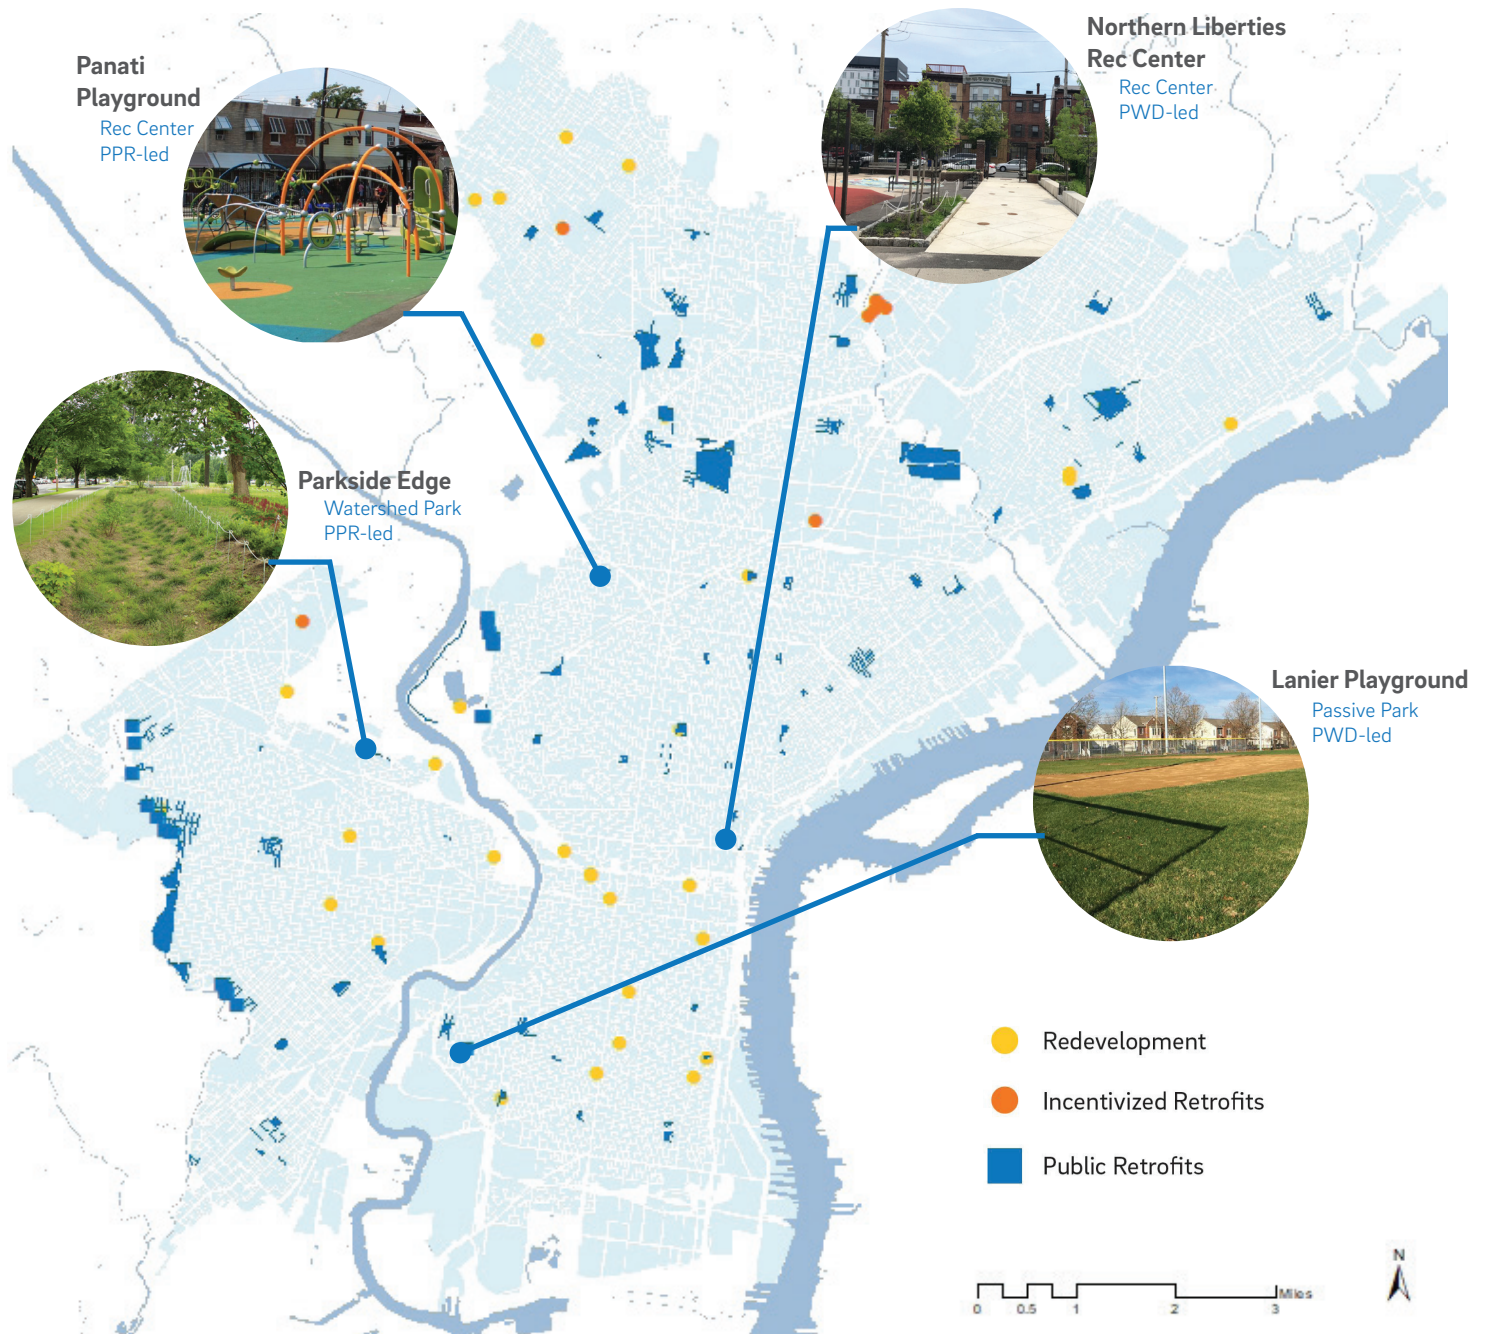 Panati
Playground
Rec Center
PPR-led
Northern Liberties
Rec Center
Rec Center
PWD-led
Parkside Edge
Watershed Park
PPR-led
Lanier Playground
Passive Park
PWD-led
Redevelopment
Incentivized Retrofits
Public Retrofits
N
Miles
0 0.5 1 2 3